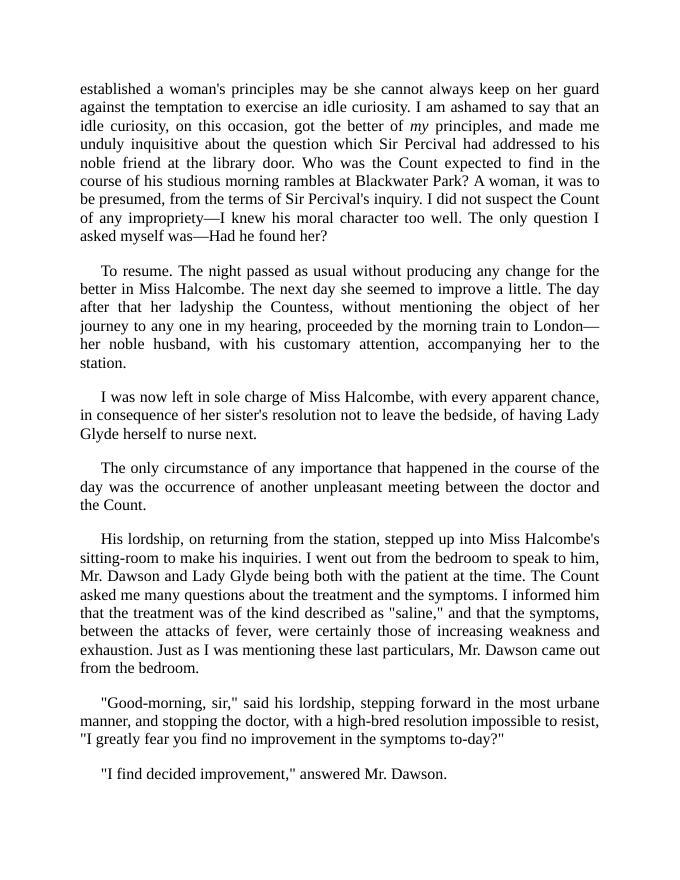 established a woman's principles may be she cannot always keep on her guard
against the temptation to exercise an idle curiosity. I am ashamed to say that an
idle curiosity, on this occasion, got the better of my principles, and made me
unduly inquisitive about the question which Sir Percival had addressed to his
noble friend at the library door. Who was the Count expected to find in the
course of his studious morning rambles at Blackwater Park? A woman, it was to
be presumed, from the terms of Sir Percival's inquiry. I did not suspect the Count
of any impropriety—I knew his moral character too well. The only question I
asked myself was—Had he found her?
To resume. The night passed as usual without producing any change for the
better in Miss Halcombe. The next day she seemed to improve a little. The day
after that her ladyship the Countess, without mentioning the object of her
journey to any one in my hearing, proceeded by the morning train to London—
her noble husband, with his customary attention, accompanying her to the
station.
I was now left in sole charge of Miss Halcombe, with every apparent chance,
in consequence of her sister's resolution not to leave the bedside, of having Lady
Glyde herself to nurse next.
The only circumstance of any importance that happened in the course of the
day was the occurrence of another unpleasant meeting between the doctor and
the Count.
His lordship, on returning from the station, stepped up into Miss Halcombe's
sitting-room to make his inquiries. I went out from the bedroom to speak to him,
Mr. Dawson and Lady Glyde being both with the patient at the time. The Count
asked me many questions about the treatment and the symptoms. I informed him
that the treatment was of the kind described as "saline," and that the symptoms,
between the attacks of fever, were certainly those of increasing weakness and
exhaustion. Just as I was mentioning these last particulars, Mr. Dawson came out
from the bedroom.
"Good-morning, sir," said his lordship, stepping forward in the most urbane
manner, and stopping the doctor, with a high-bred resolution impossible to resist,
"I greatly fear you find no improvement in the symptoms to-day?"
"I find decided improvement," answered Mr. Dawson.